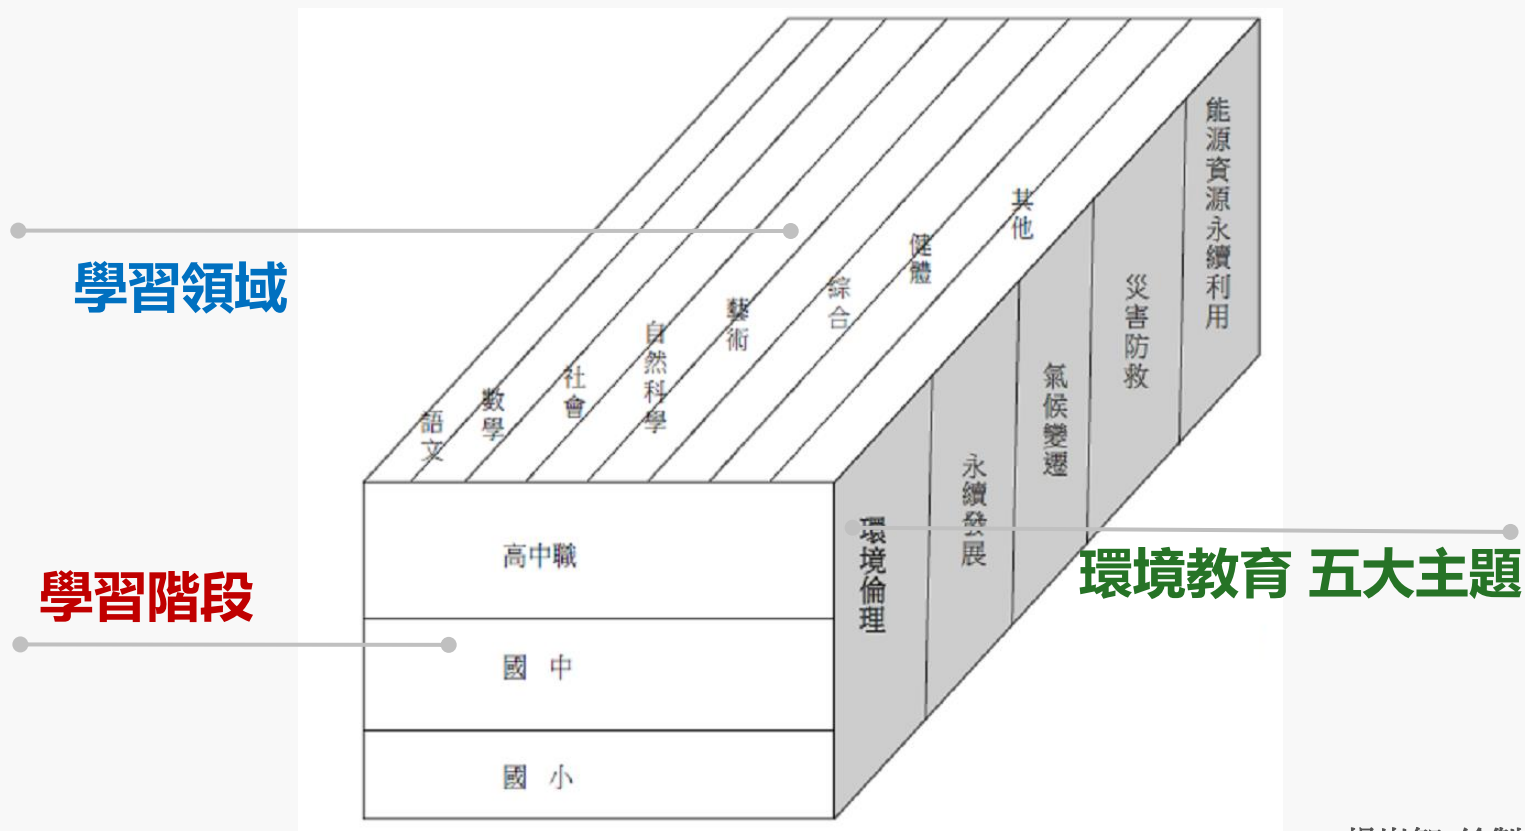 學習領域
語文
數學
社會
自然科學
藝術
綜合
健體
其他
能源資源永續利用
災害防救
氣候變遷
永續發展
環境倫理
環境教育 五大主題
學習階段
高中職
國 中
國 小